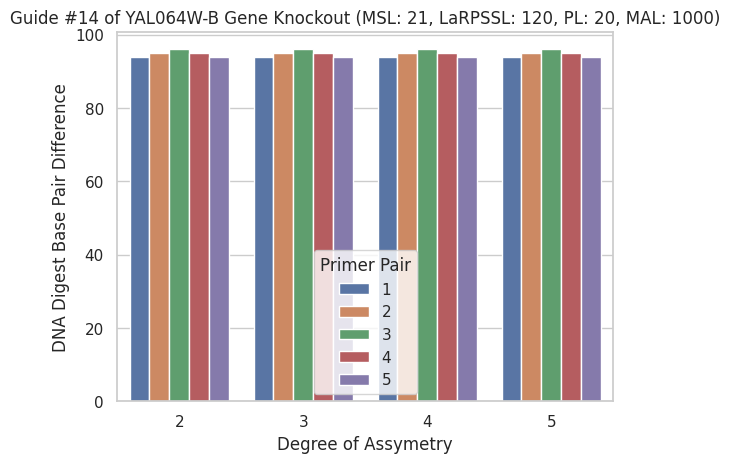 Guide #14 of YAL064W-B Gene Knockout (MSL: 21, LaRPSSL: 120, PL: 20, MAL: 1000)
DNA Digest Base Pair Difference
100
80
60
40
20
0
Primer Pair
1
2
3
4
5
2 3 4 5
Degree of Assymetry